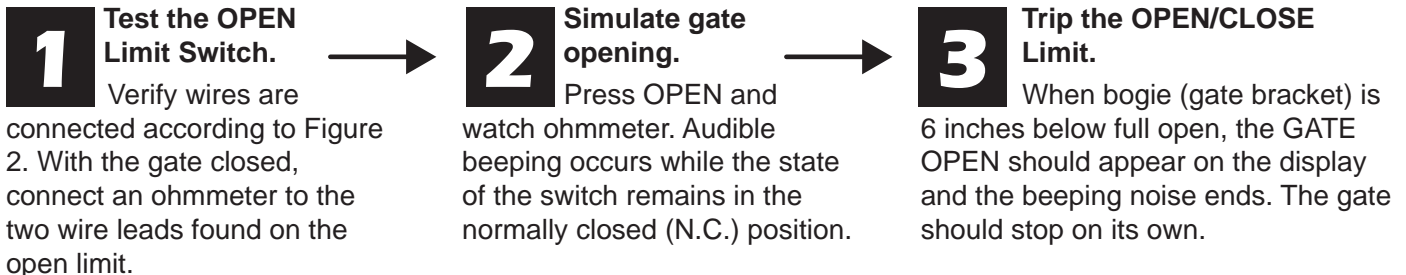 1
Test the OPEN
Limit Switch.
Verify wires are
connected according to Figure
2. With the gate closed,
connect an ohmmeter to the
two wire leads found on the
open limit.
2
Simulate gate
opening.
Press OPEN and
watch ohmmeter. Audible
beeping occurs while the state
of the switch remains in the
normally closed (N.C.) position.
3
Trip the OPEN/CLOSE
Limit.
When bogie (gate bracket) is
6 inches below full open, the GATE
OPEN should appear on the display
and the beeping noise ends. The gate
should stop on its own.